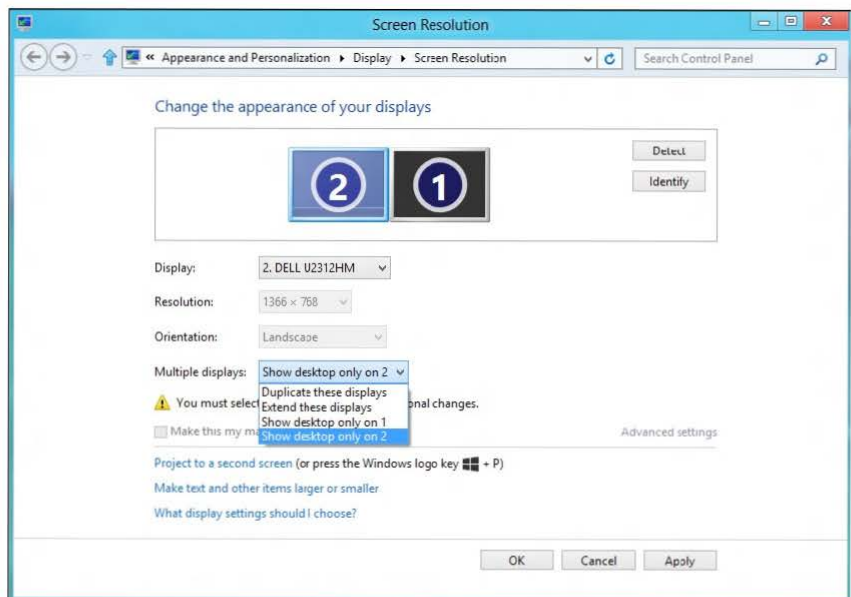 Screen Resolution
« Appearance and Personalization ▸ Display ▸ Screen Resolution
Search Control Panel
Change the appearance of your displays
2
1
Detect
Identify
Display: 2. DELL U2312HM
Resolution: 1366 × 768
Orientation: Landscape
Multiple displays: Show desktop only on 2
Duplicate these displays
You must select
Extend these displays
changes.
Show desktop only on 1
Make this my
Show desktop only on 2
Advanced settings
Project to a second screen (or press the Windows logo key + P)
Make text and other items larger or smaller
What display settings should I choose?
OK
Cancel
Apply